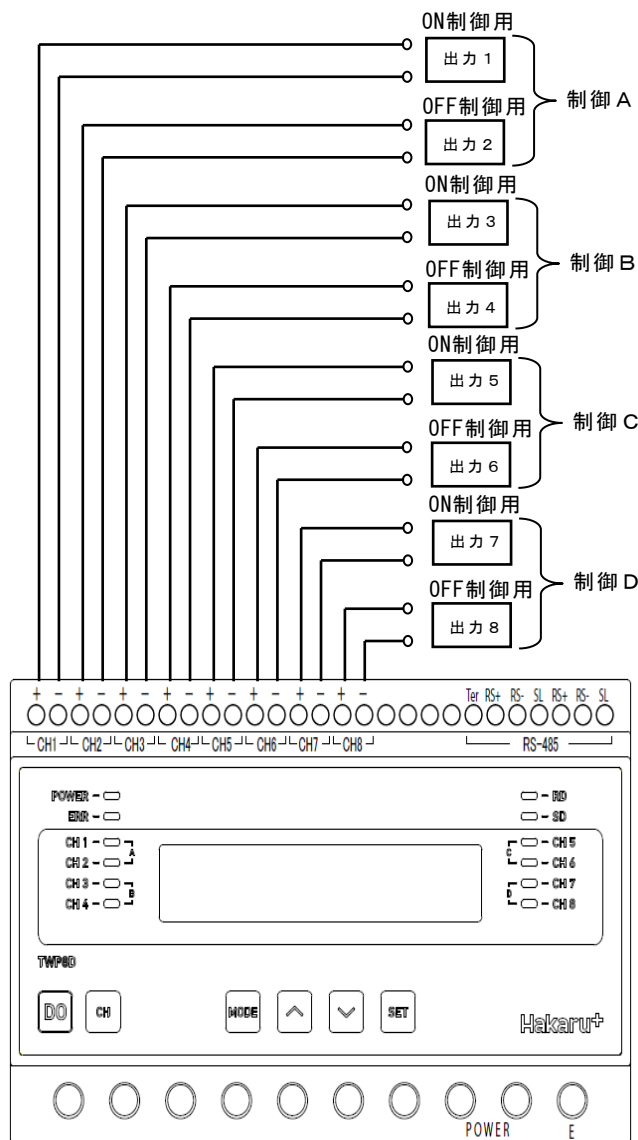 ON制御用
出力1
OFF制御用
出力2
制御A
ON制御用
出力3
OFF制御用
出力4
制御B
ON制御用
出力5
OFF制御用
出力6
制御C
ON制御用
出力7
OFF制御用
出力8
制御D
+ - + - + - + - + - + - + - + - Ter RS+ RS- SL RS+ RS- SL
CH1 CH2 CH3 CH4 CH5 CH6 CH7 CH8 RS-485
POWER RD
ERR SD
CH1 A C CH5
CH2 CH6
CH3 B D CH7
CH4 CH8
TWP8D
DO CH MODE SET
Hakaru+
POWER E